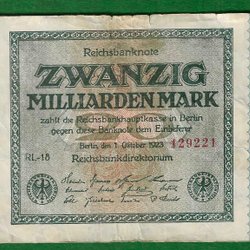 Reichsbanknote
ZWANZIG
MILLIARDEN MARK
zahlt die Reichsbankhauptkasse in Berlin
gegen diese Banknote dem Einlieferer
Berlin, den 1. Oktober 1923
429221
RL-18
Reichsbankdirektorium